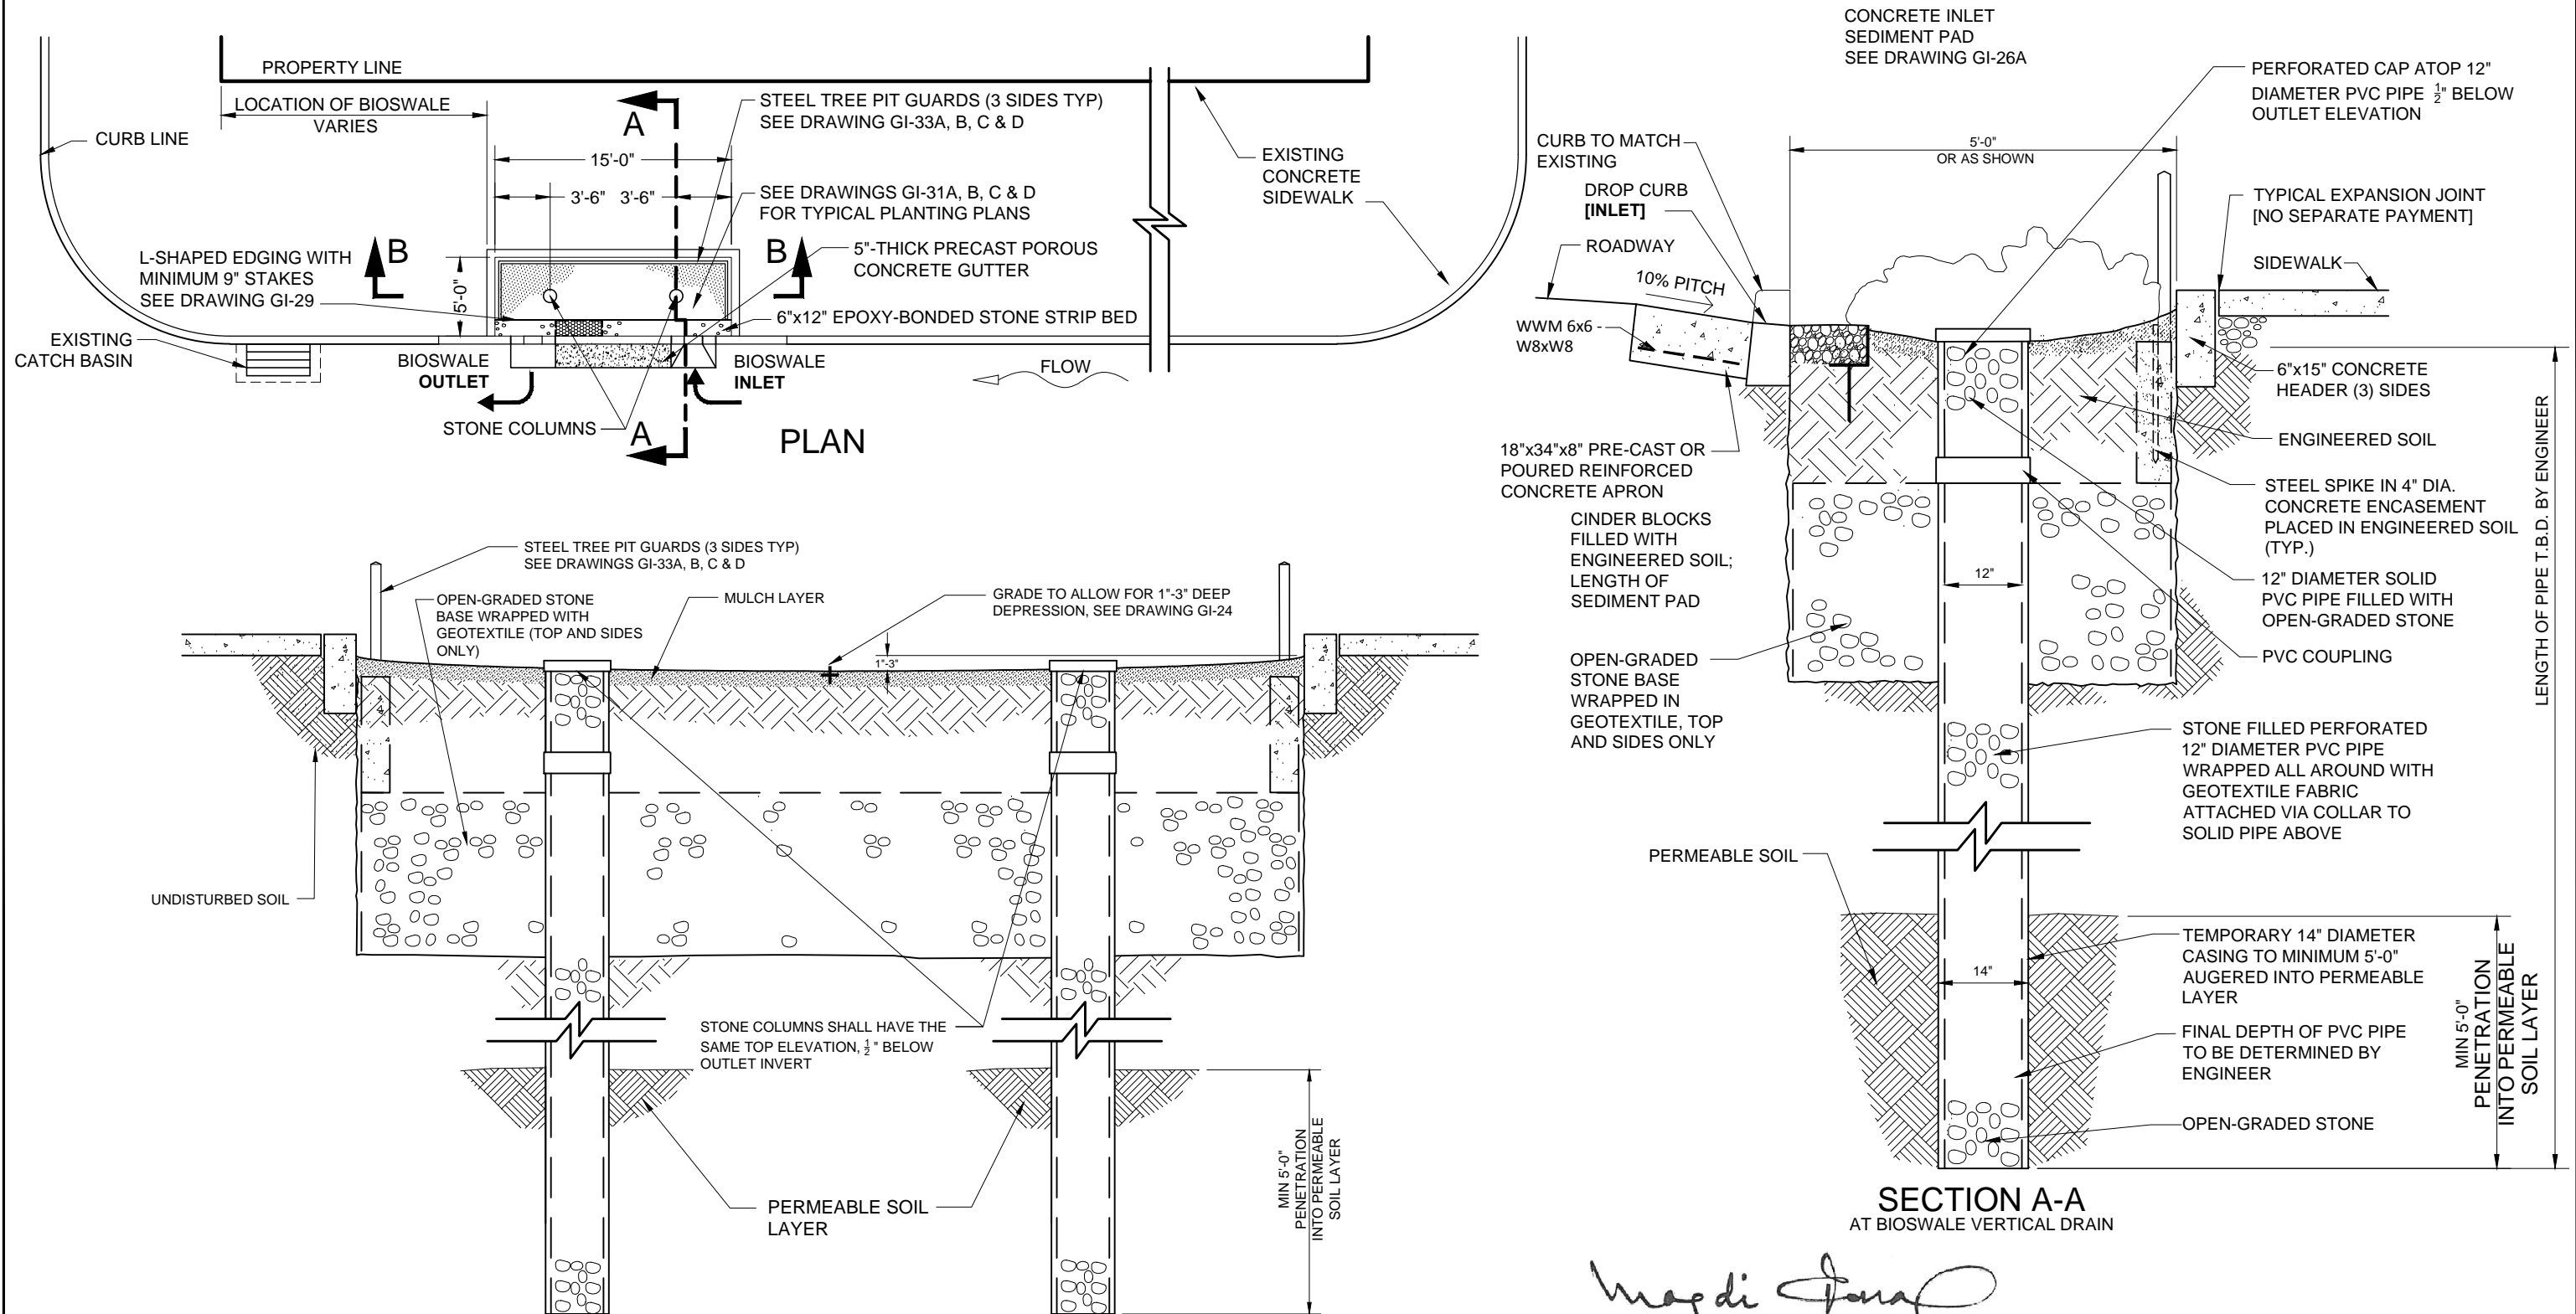 PROPERTY LINE
LOCATION OF BIOSWALE
VARIES
CURB LINE
A
STEEL TREE PIT GUARDS (3 SIDES TYP)
SEE DRAWING GI-33A, B, C & D
15'-0"
3'-6" 3'-6"
SEE DRAWINGS GI-31A, B, C & D
FOR TYPICAL PLANTING PLANS
EXISTING
CONCRETE
SIDEWALK
B
B
5"-THICK PRECAST POROUS
CONCRETE GUTTER
L-SHAPED EDGING WITH
MINIMUM 9" STAKES
SEE DRAWING GI-29
5'-0"
6"x12" EPOXY-BONDED STONE STRIP BED
EXISTING
CATCH BASIN
BIOSWALE
OUTLET
BIOSWALE
INLET
FLOW
STONE COLUMNS
A
PLAN
STEEL TREE PIT GUARDS (3 SIDES TYP)
SEE DRAWINGS GI-33A, B, C & D
OPEN-GRADED STONE
BASE WRAPPED WITH
GEOTEXTILE (TOP AND SIDES
ONLY)
MULCH LAYER
GRADE TO ALLOW FOR 1"-3" DEEP
DEPRESSION, SEE DRAWING GI-24
1"-3"
UNDISTURBED SOIL
STONE COLUMNS SHALL HAVE THE
SAME TOP ELEVATION, 1/2" BELOW
OUTLET INVERT
PERMEABLE SOIL
LAYER
MIN 5'-0"
PENETRATION
INTO PERMEABLE
SOIL LAYER
CONCRETE INLET
SEDIMENT PAD
SEE DRAWING GI-26A
PERFORATED CAP ATOP 12"
DIAMETER PVC PIPE 1/2" BELOW
OUTLET ELEVATION
CURB TO MATCH
EXISTING
5'-0"
OR AS SHOWN
DROP CURB
[INLET]
TYPICAL EXPANSION JOINT
[NO SEPARATE PAYMENT]
ROADWAY
SIDEWALK
10% PITCH
WWM 6x6 -
W8xW8
6"x15" CONCRETE
HEADER (3) SIDES
ENGINEERED SOIL
18"x34"x8" PRE-CAST OR
POURED REINFORCED
CONCRETE APRON
STEEL SPIKE IN 4" DIA.
CONCRETE ENCASEMENT
PLACED IN ENGINEERED SOIL
(TYP.)
CINDER BLOCKS
FILLED WITH
ENGINEERED SOIL;
LENGTH OF
SEDIMENT PAD
12"
12" DIAMETER SOLID
PVC PIPE FILLED WITH
OPEN-GRADED STONE
OPEN-GRADED
STONE BASE
WRAPPED IN
GEOTEXTILE, TOP
AND SIDES ONLY
PVC COUPLING
STONE FILLED PERFORATED
12" DIAMETER PVC PIPE
WRAPPED ALL AROUND WITH
GEOTEXTILE FABRIC
ATTACHED VIA COLLAR TO
SOLID PIPE ABOVE
PERMEABLE SOIL
TEMPORARY 14" DIAMETER
CASING TO MINIMUM 5'-0"
AUGERED INTO PERMEABLE
LAYER
14"
FINAL DEPTH OF PVC PIPE
TO BE DETERMINED BY
ENGINEER
OPEN-GRADED STONE
MIN 5'-0"
PENETRATION
INTO PERMEABLE
SOIL LAYER
LENGTH OF PIPE T.B.D. BY ENGINEER
SECTION A-A
AT BIOSWALE VERTICAL DRAIN
Magdi